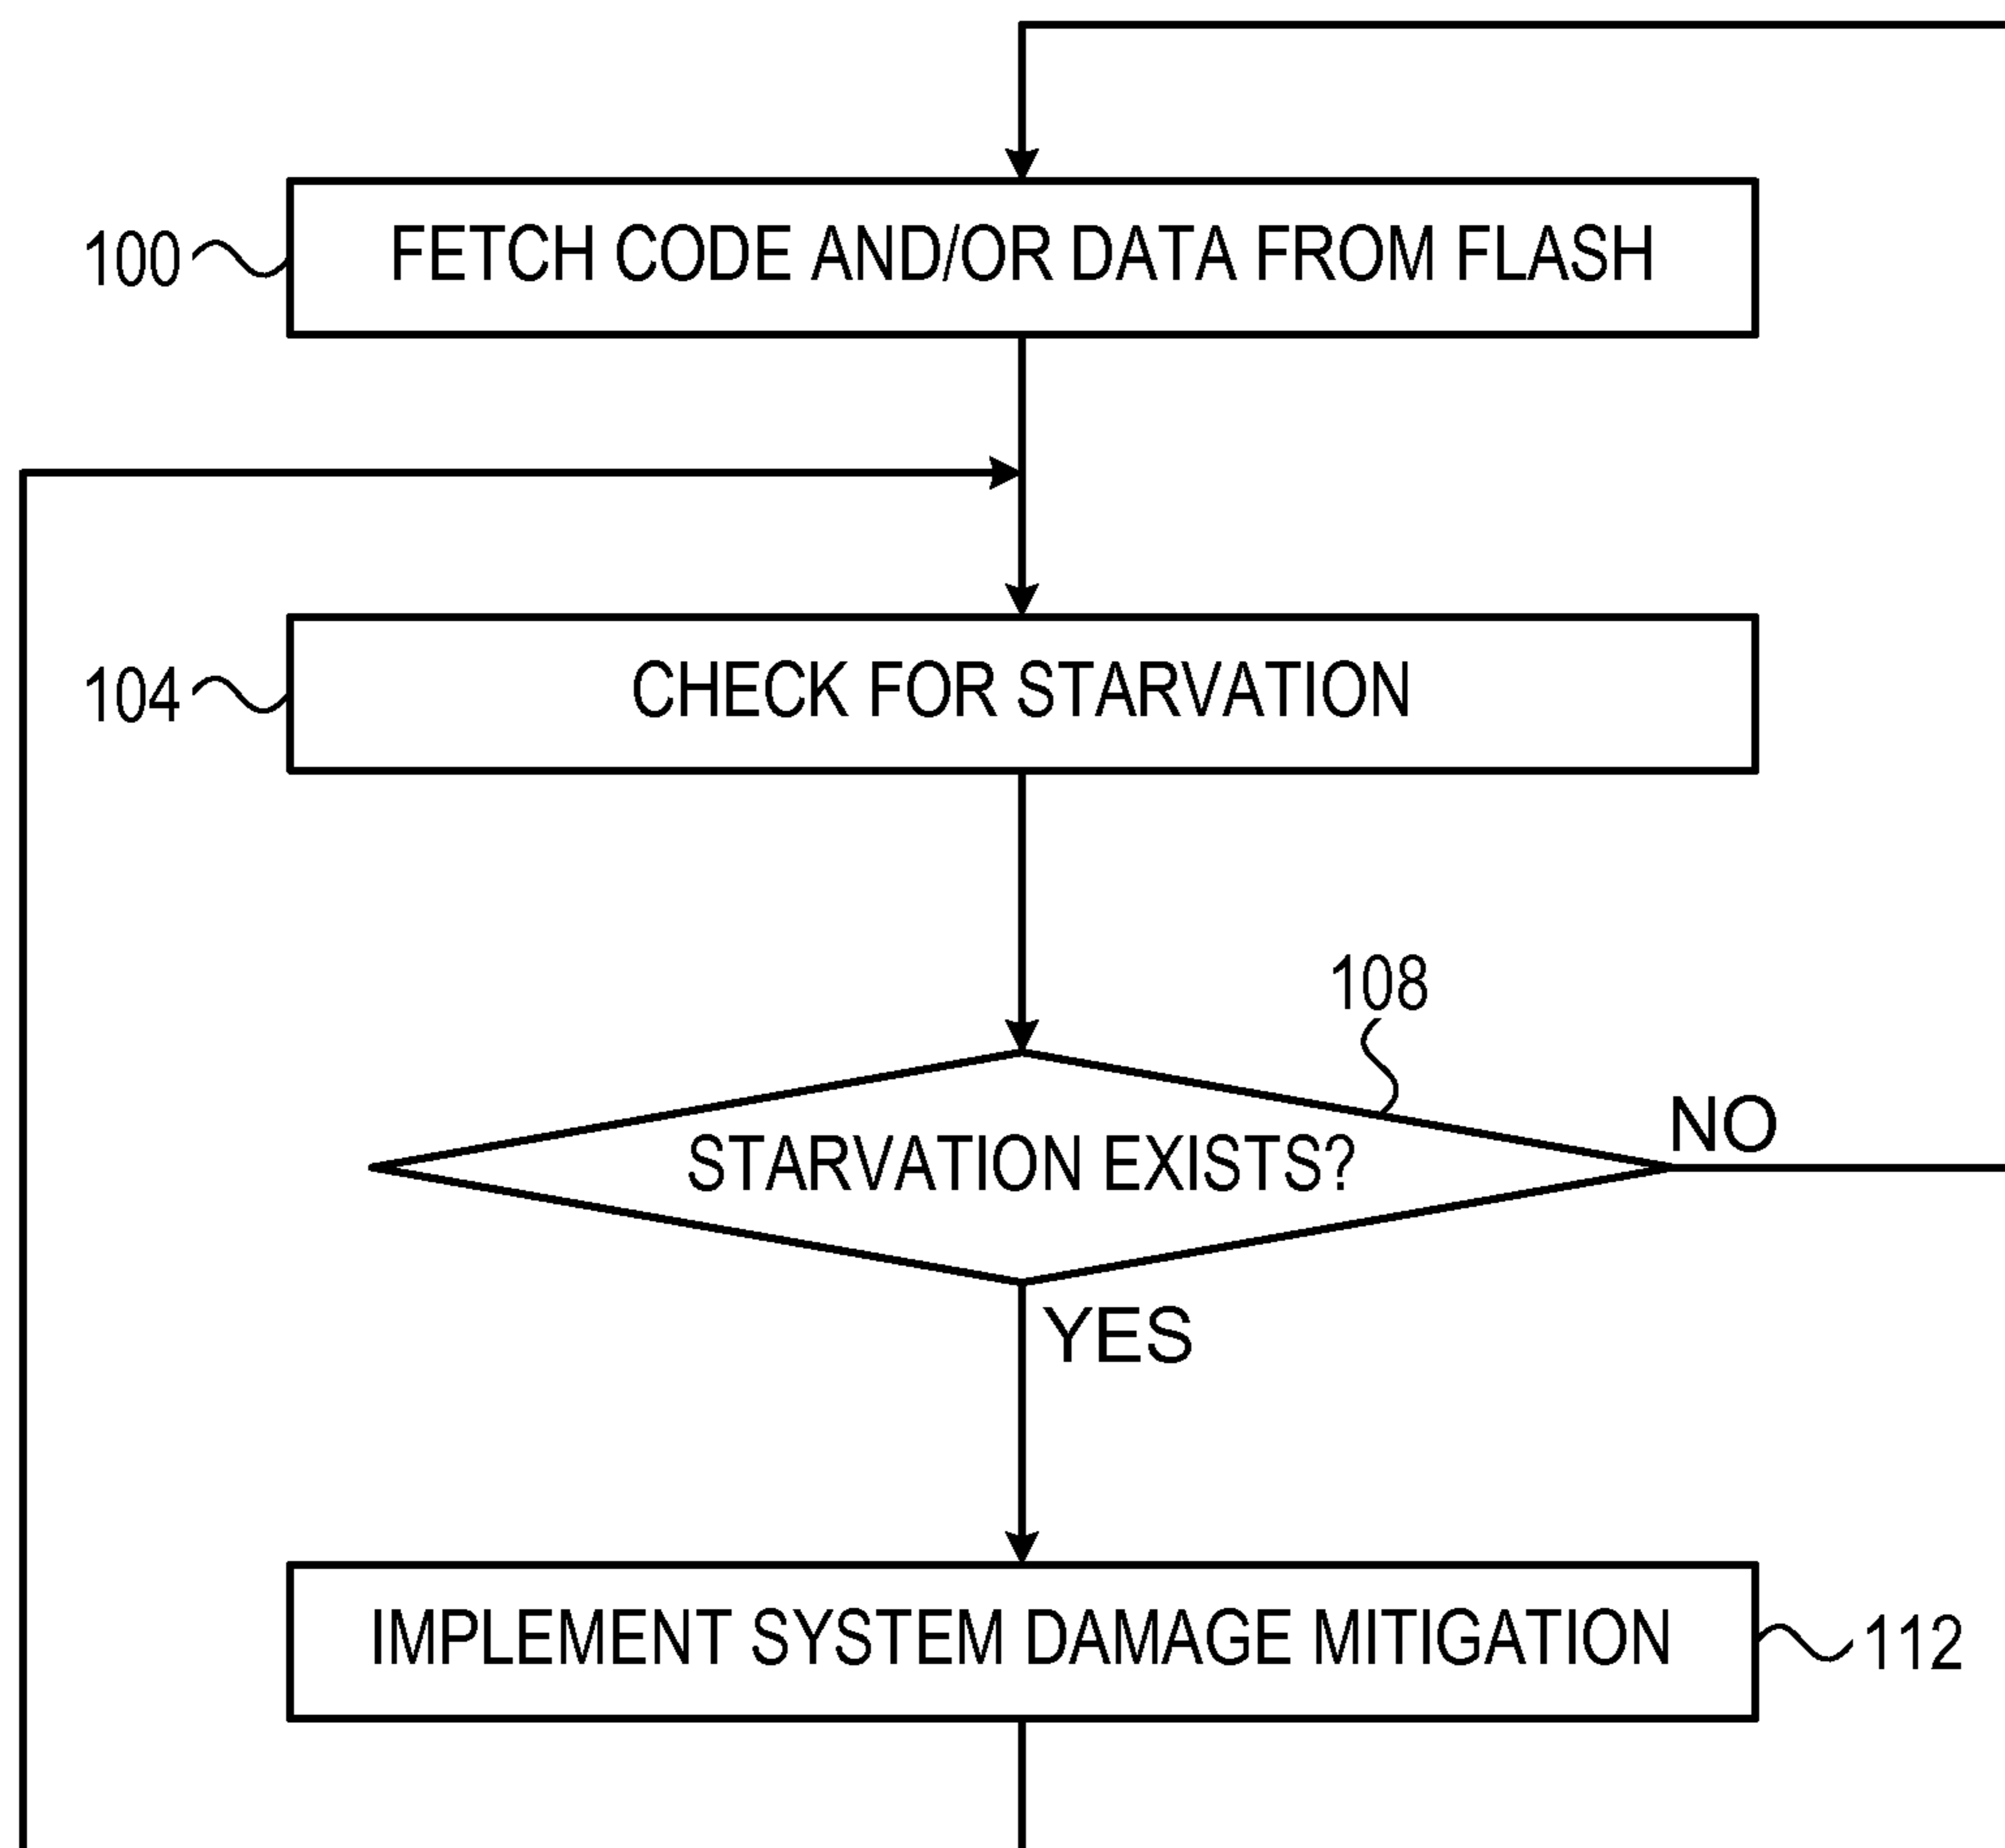 100
FETCH CODE AND/OR DATA FROM FLASH
104
CHECK FOR STARVATION
108
STARVATION EXISTS?
NO
YES
IMPLEMENT SYSTEM DAMAGE MITIGATION
112